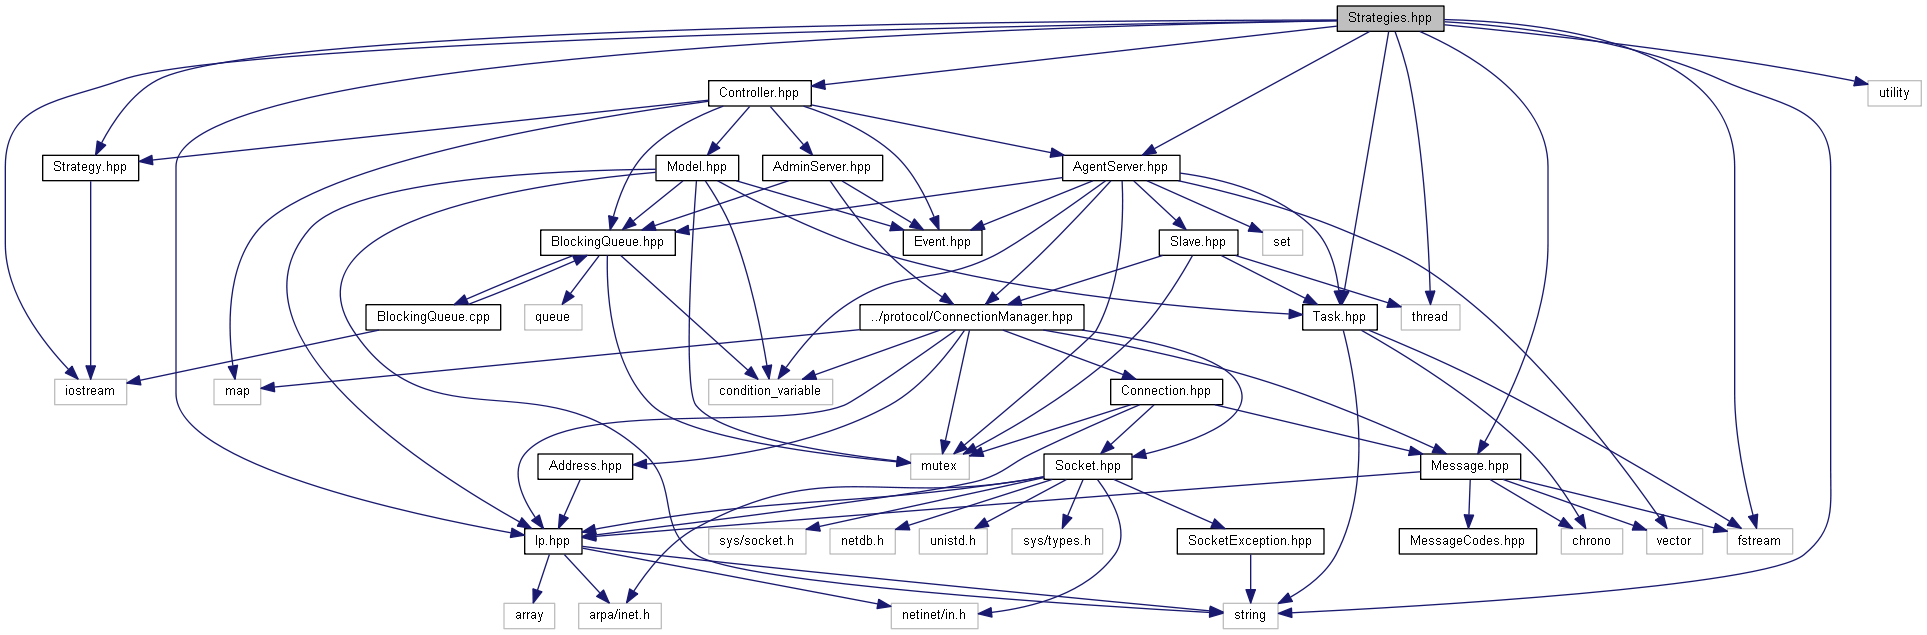 Strategies.hpp
Controller.hpp
utility
Strategy.hpp
Model.hpp
AdminServer.hpp
AgentServer.hpp
BlockingQueue.hpp
Event.hpp
Slave.hpp
set
BlockingQueue.cpp
queue
../protocol/ConnectionManager.hpp
Task.hpp
thread
iostream
map
condition_variable
Connection.hpp
Address.hpp
mutex
Socket.hpp
Message.hpp
Ip.hpp
sys/socket.h
netdb.h
unistd.h
sys/types.h
SocketException.hpp
MessageCodes.hpp
chrono
vector
fstream
array
arpa/inet.h
netinet/in.h
string